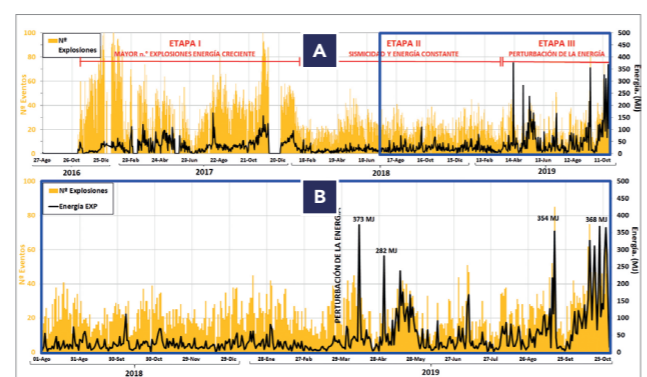 Nº Explosiones
ETAPA I
MAYOR n.º EXPLOSIONES ENERGÍA CRECIENTE
A
ETAPA II
SISMICIDAD Y ENERGÍA CONSTANTE
ETAPA III
PERTURBACIÓN DE LA ENERGÍA
Nº Eventos
100
80
60
40
20
0
500
450
400
350
300
250
200
150
100
50
0
Energía. (MJ)
27-Ago 26-Oct 25-Dic 23-Feb 24-Abr 29-Jun 22-Ago 21-Oct 20-Dic 18-Feb 19-Abr 18-Jun 17-Ago 16-Oct 15-Dic 13-Feb 14-Abr 13-Jun 12-Ago 11-Oct
2016 2017 2018 2019
Nº Explosiones
Energía EXP
B
PERTURBACIÓN DE LA ENERG...
373 MJ
282 MJ
354 MJ
368 MJ
Nº Eventos
100
80
60
40
20
0
500
450
400
350
300
250
200
150
100
50
0
Energía. (MJ)
01-Ago 31-Ago 30-Set 30-Oct 29-Nov 29-Dic 28-Ene 27-Feb 29-Mar 28-Abr 28-May 27-Jun 27-Jul 26-Ago 25-Set 25-Oct
2018 2019